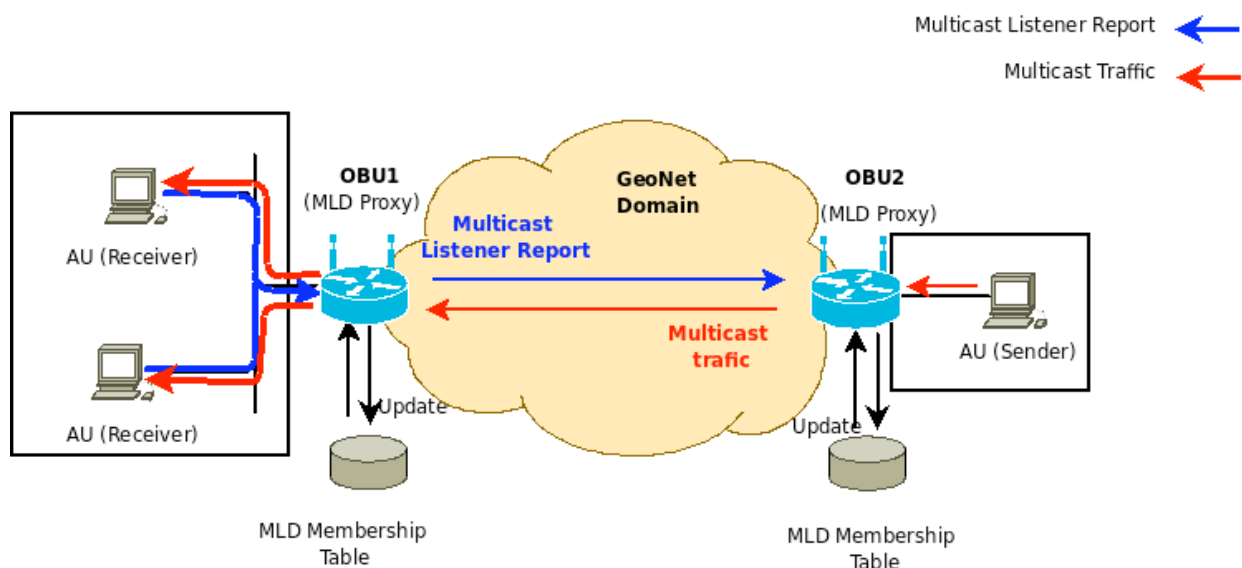 Multicast Listener Report
Multicast Traffic
OBU1
(MLD Proxy)
GeoNet
Domain
OBU2
(MLD Proxy)
Multicast
Listener Report
AU (Receiver)
Multicast
trafic
AU (Sender)
AU (Receiver)
Update
Update
MLD Membership
Table
MLD Membership
Table